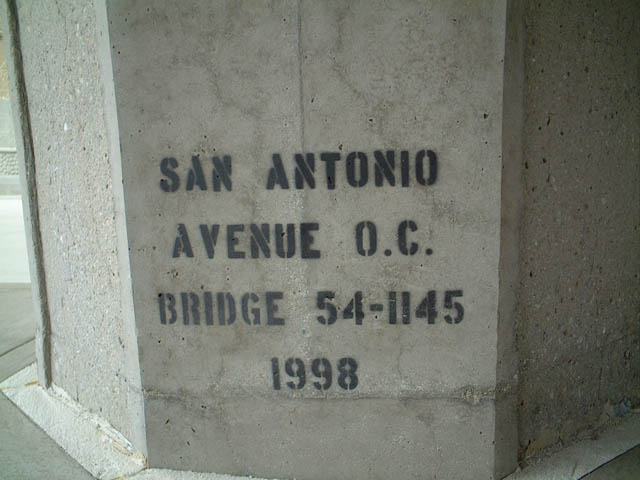 SAN ANTONIO
AVENUE O.C.
BRIDGE 54-1145
1998